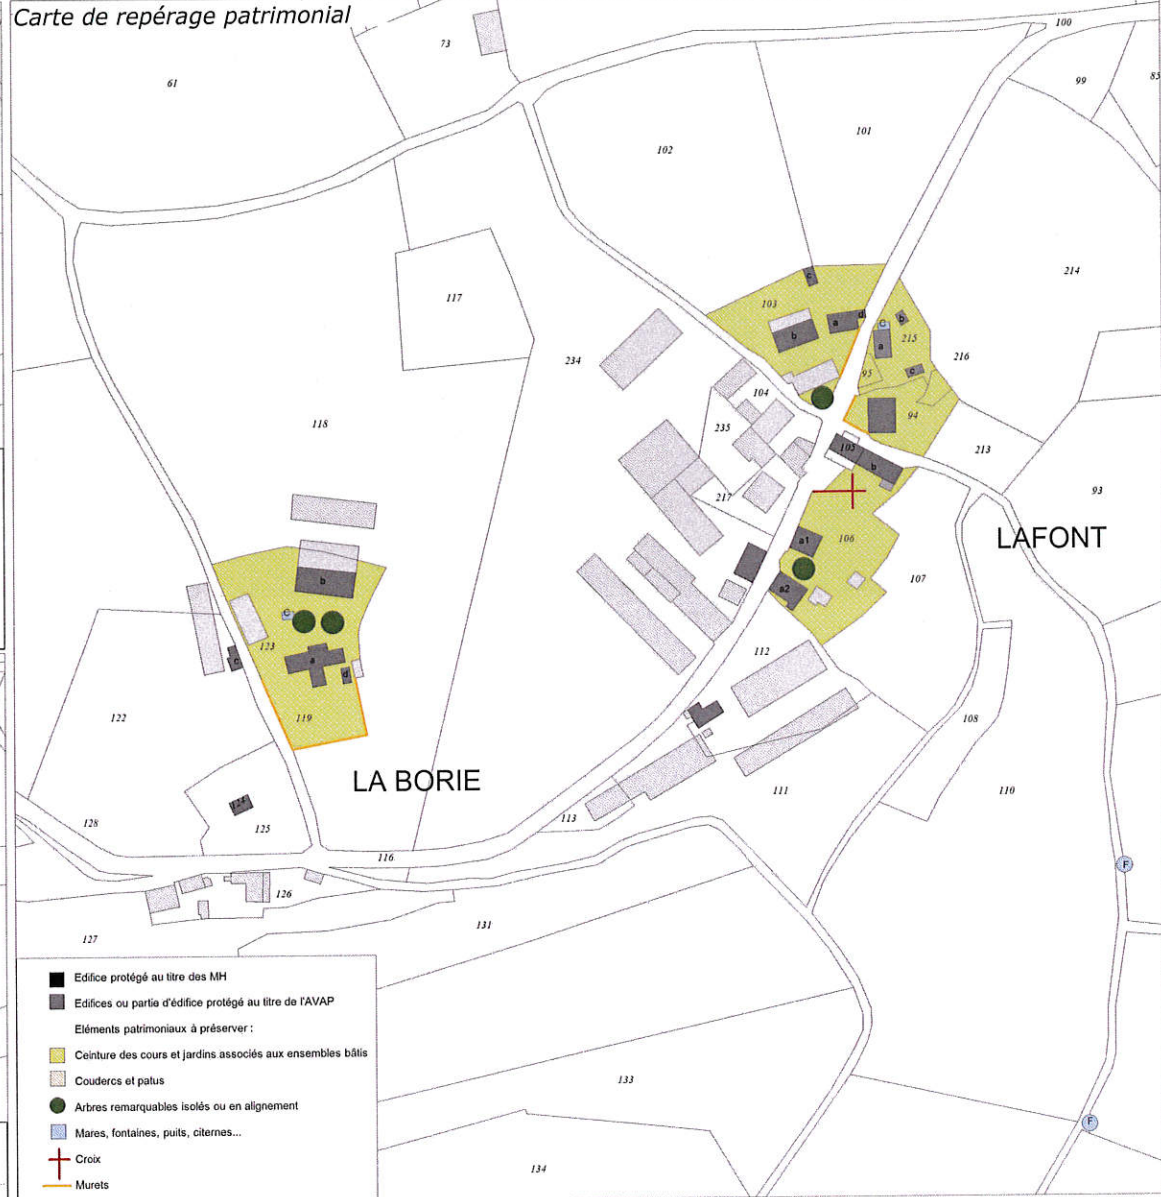 Carte de repérage patrimonial
100
73
61
99
85
101
102
214
117
c
103
d
a
b
C
b
215
a
216
234
c
95
104
94
118
235
105
213
b
93
217
LAFONT
a1
106
b
107
a2
C
123
a
c
112
d
122
119
108
LA BORIE
110
111
124
113
128
125
116
F
126
131
127
Edifice protégé au titre des MH
Edifices ou partie d'édifice protégé au titre de l'AVAP
Eléments patrimoniaux à préserver :
Ceinture des cours et jardins associés aux ensembles bâtis
Coudercs et patus
Arbres remarquables isolés ou en alignement
Mares, fontaines, puits, citernes...
Croix
Murets
133
F
134